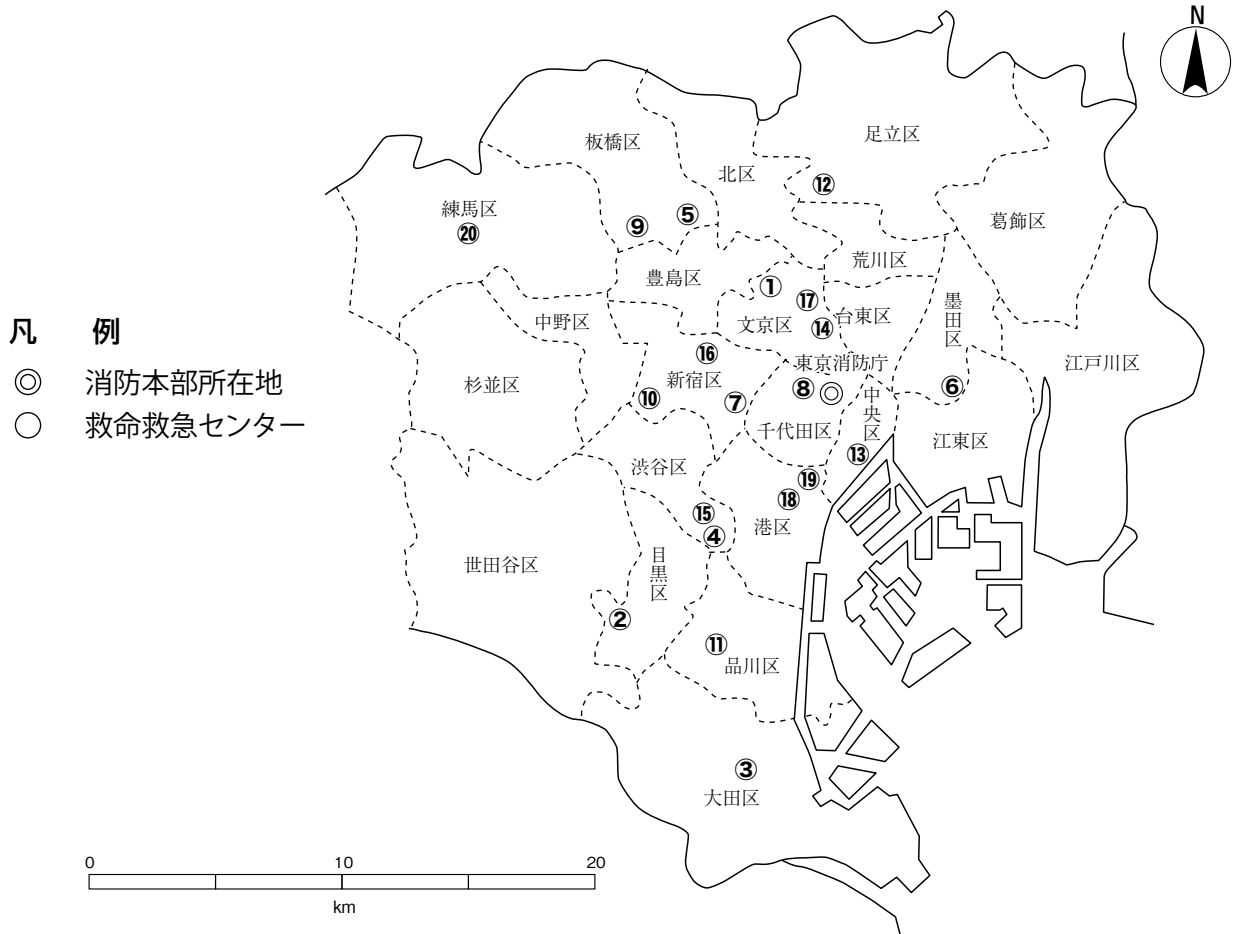 N
足立区
板橋区
北区
⑫
練馬区
⑳
⑨
⑤
葛飾区
荒川区
豊島区
①
⑰
墨田区
中野区
文京区
⑭
台東区
凡 例
◎ 消防本部所在地
○ 救命救急センター
江戸川区
⑯
東京消防庁
杉並区
新宿区
⑧
◎
⑥
⑩
⑦
中央区
千代田区
江東区
⑬
渋谷区
⑲
⑱
⑮
港区
④
世田谷区
目黒区
②
⑪
品川区
③
大田区
0 10 20
km